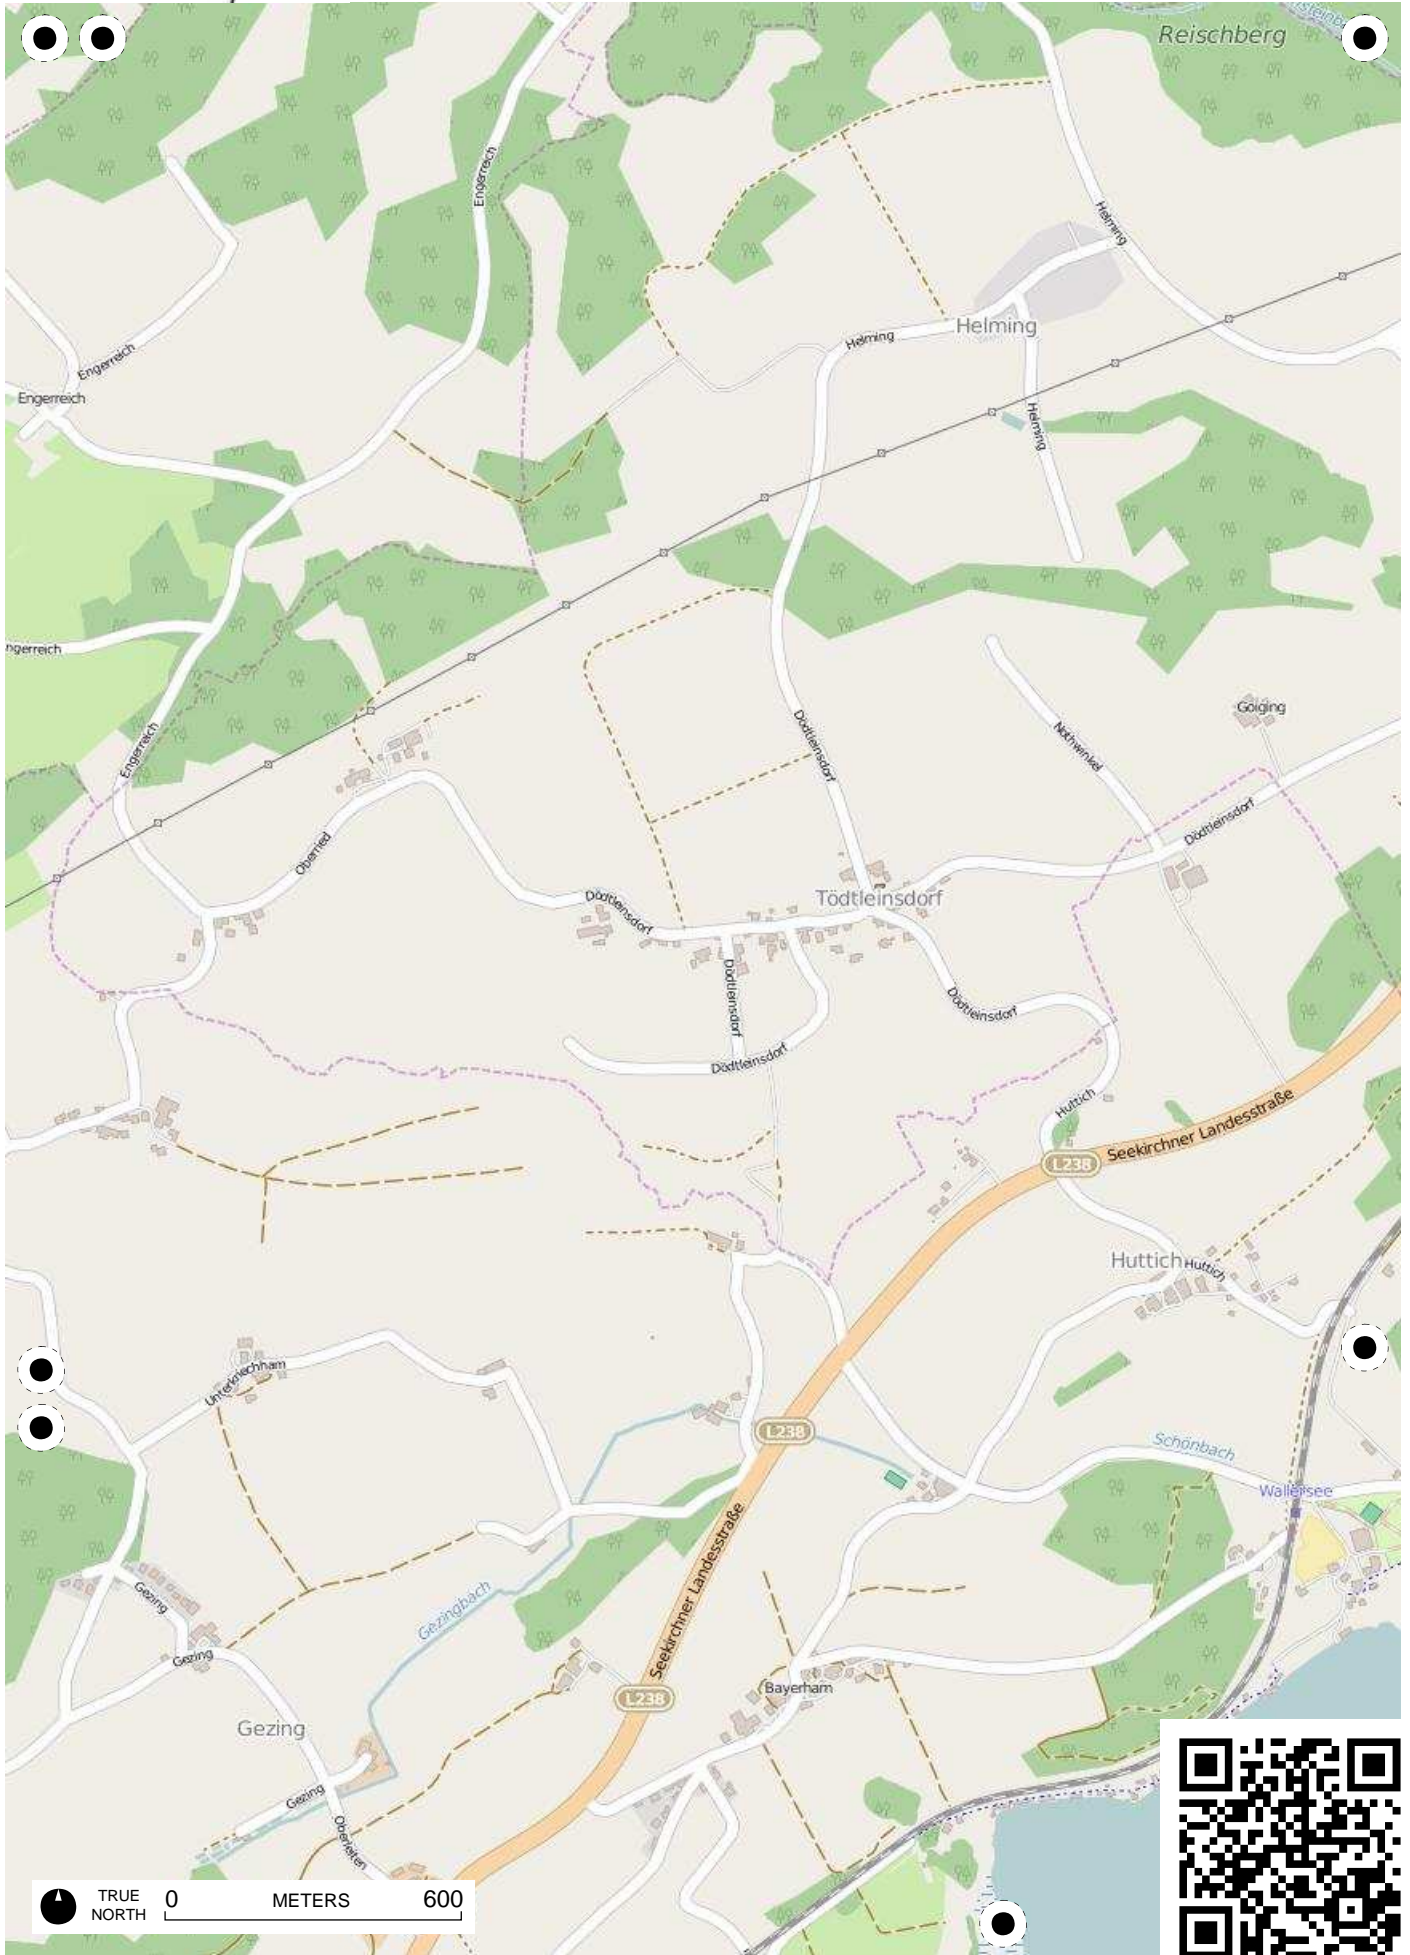 Reischberg
Engerreich
Helming
Helming
Helming
Engerreich
Engerreich
Helming
ngerreich
Goiging
Engerreich
Dödtleinsdorf
Nothwinkel
Dödtleinsdorf
Oberried
Dödtleinsdorf
Tödtleinsdorf
Dödtleinsdorf
Dödtleinsdorf
Dödtleinsdorf
Huttich
Seekirchner Landesstraße
L238
Huttich
Huttich
Unterkriechham
L238
Schönbach
Wallersee
Seekirchner Landesstraße
Gezing
Gezingbach
Gezing
L238
Bayerham
Gezing
Gezing
Oberleiten
TRUE
NORTH
0 METERS 600